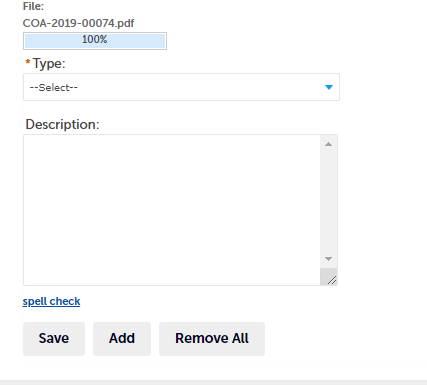 File:
COA-2019-00074.pdf
100%
*Type:
--Select--
Description:
spell check
Save Add Remove All